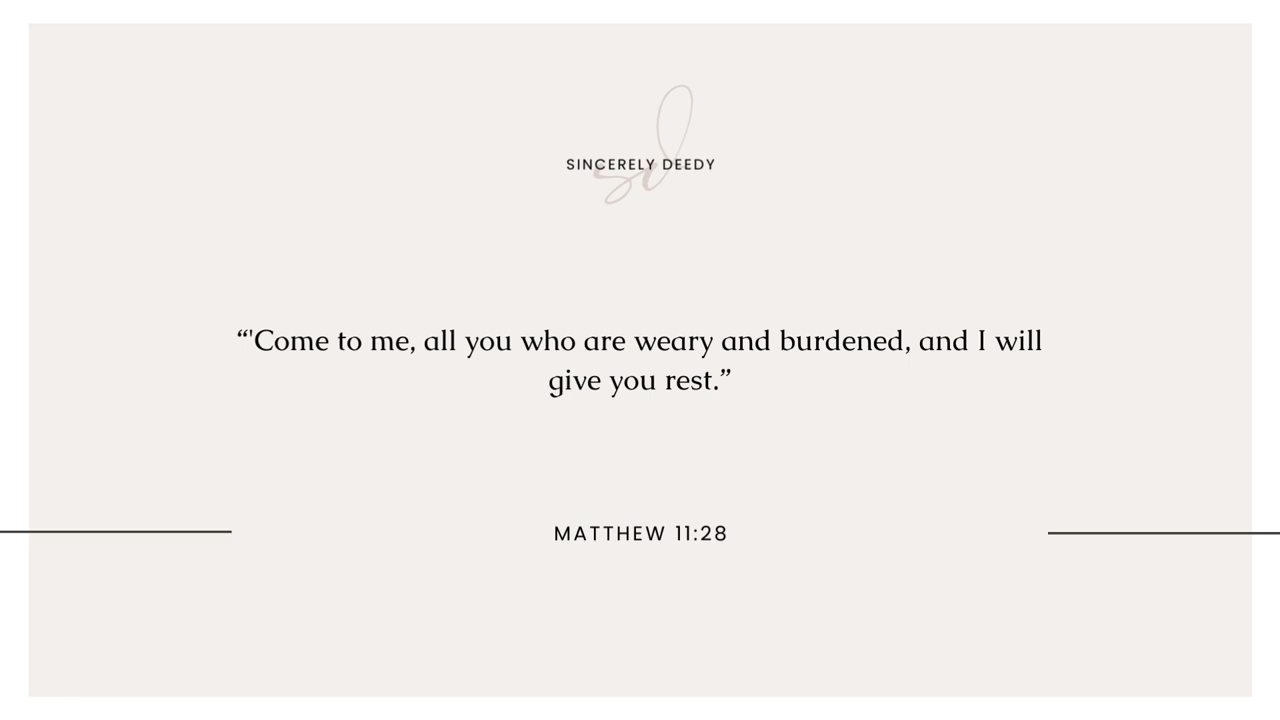 sd
SINCERELY DEEDY
“'Come to me, all you who are weary and burdened, and I will
give you rest.”
MATTHEW 11:28